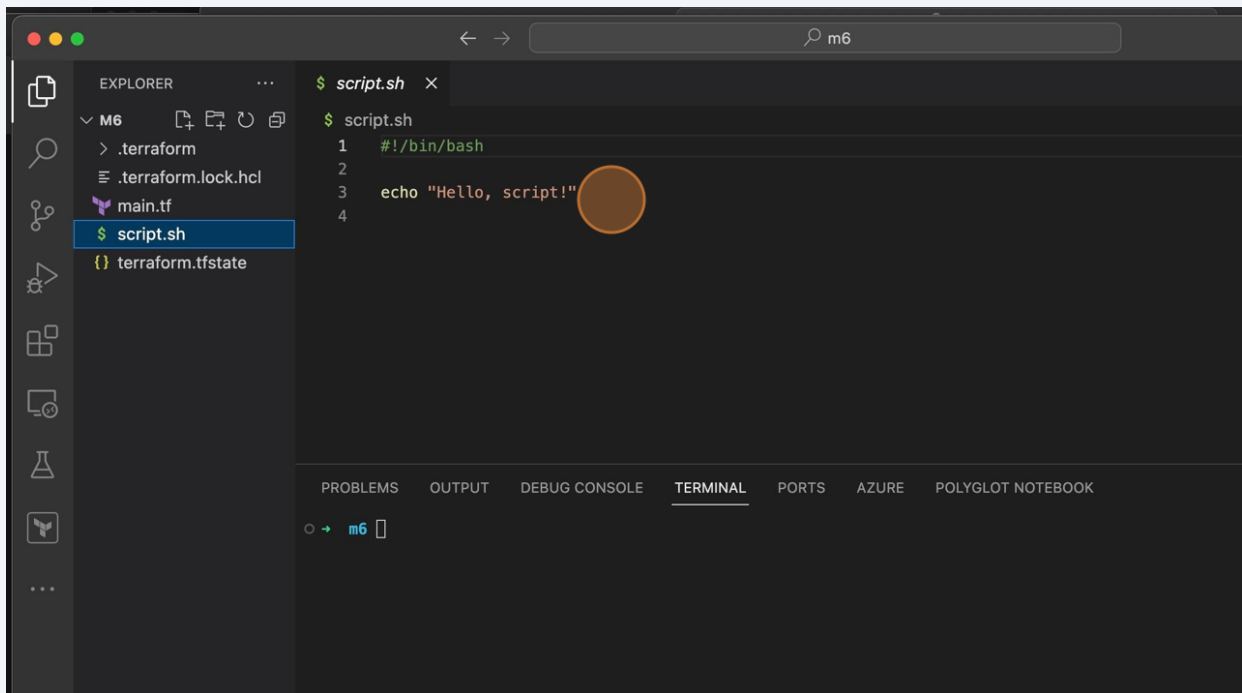 m6
EXPLORER
M6
.terraform
.terraform.lock.hcl
main.tf
$ script.sh
{} terraform.tfstate
$ script.sh
$ script.sh
1 #!/bin/bash
2
3 echo "Hello, script!"
4
PROBLEMS OUTPUT DEBUG CONSOLE TERMINAL PORTS AZURE POLYGLOT NOTEBOOK
m6